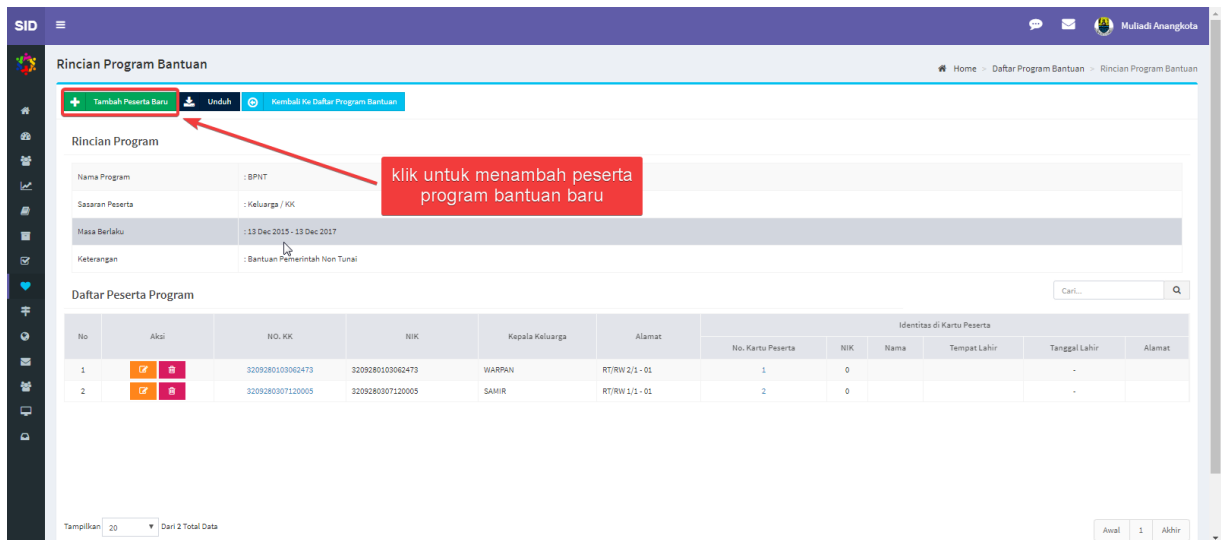 SID
Muliadi Anangkota
Rincian Program Bantuan
Home > Daftar Program Bantuan > Rincian Program Bantuan
Tambah Peserta Baru
Unduh
Kembali Ke Daftar Program Bantuan
Rincian Program
klik untuk menambah peserta
program bantuan baru
Nama Program : BPNT
Sasaran Peserta : Keluarga / KK
Masa Berlaku : 13 Dec 2015 - 13 Dec 2017
Keterangan : Bantuan Pemerintah Non Tunai
Daftar Peserta Program
Cari...
No Aksi NO. KK NIK Kepala Keluarga Alamat Identitas di Kartu Peserta
No. Kartu Peserta NIK Nama Tempat Lahir Tanggal Lahir Alamat
1 3209280103062473 3209280103062473 WARPAN RT/RW 2/1 - 01 1 0 -
2 3209280307120005 3209280307120005 SAMIR RT/RW 1/1 - 01 2 0 -
Tampilkan 20 Dari 2 Total Data
Awal 1 Akhir